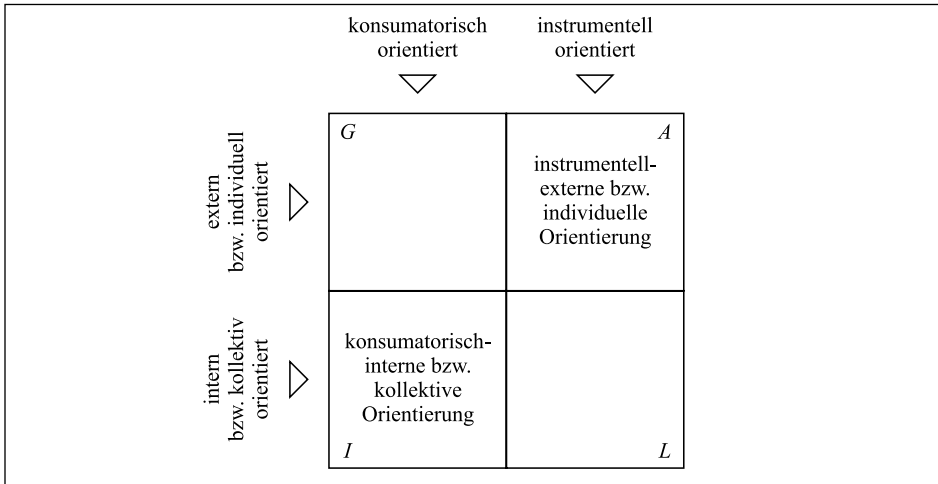 konsumatorisch
orientiert
instrumentell
orientiert
extern
bzw. individuell
orientiert
G
A
instrumentell-
externe bzw.
individuelle
Orientierung
intern
bzw. kollektiv
orientiert
konsumatorisch-
interne bzw.
kollektive
Orientierung
I
L